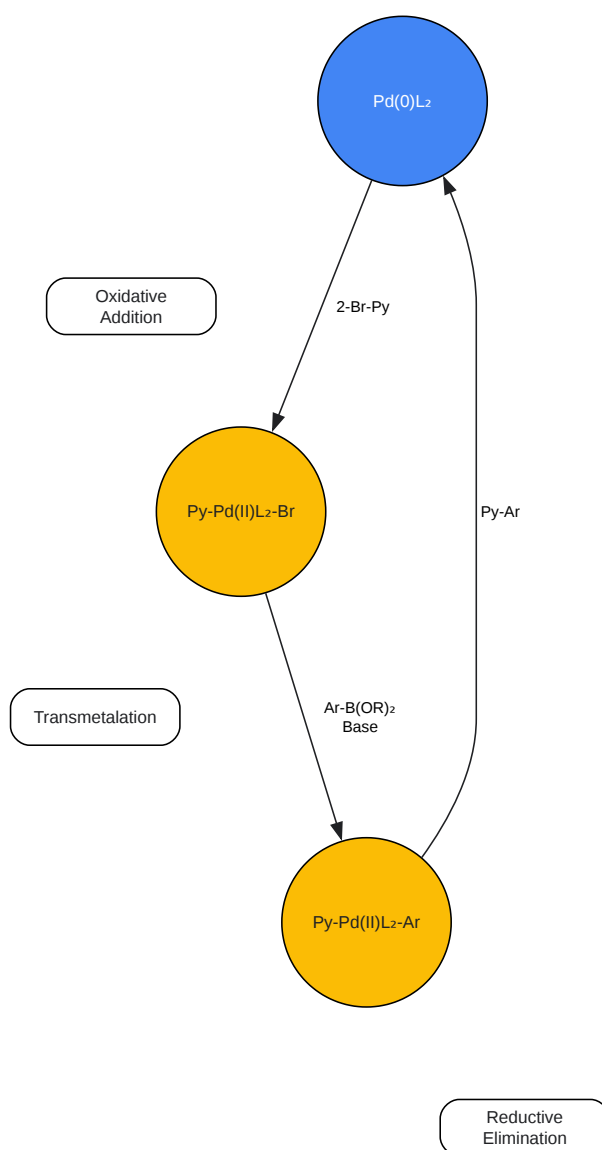 Pd(0)L₂
Oxidative
Addition
2-Br-Py
Py-Pd(II)L₂-Br
Py-Ar
Transmetalation
Ar-B(OR)₂
Base
Py-Pd(II)L₂-Ar
Reductive
Elimination